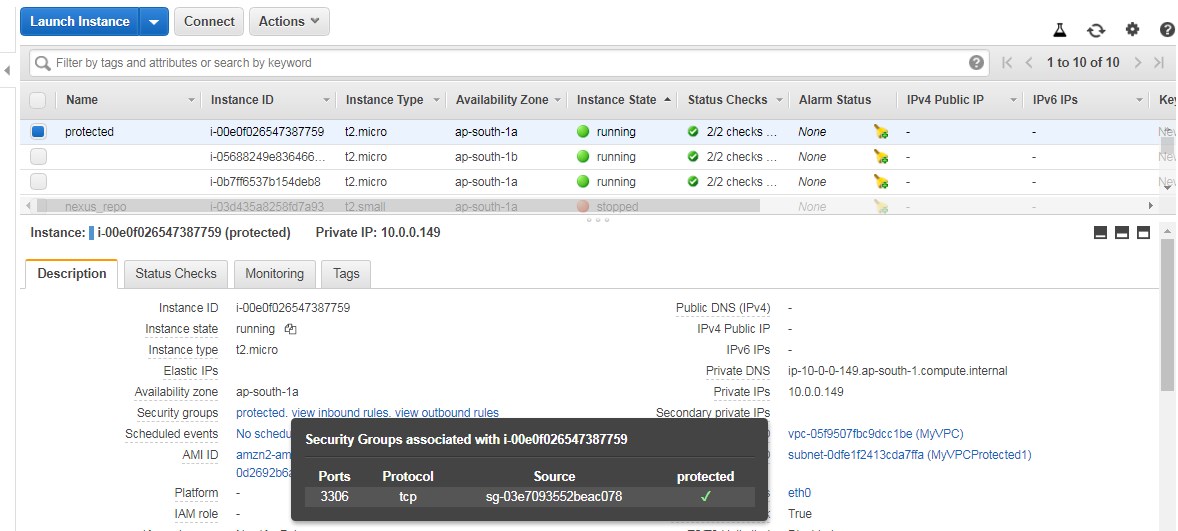 Launch Instance Connect Actions
Filter by tags and attributes or search by keyword 1 to 10 of 10
Name Instance ID Instance Type Availability Zone Instance State Status Checks Alarm Status IPv4 Public IP IPv6 IPs Key
protected i-00e0f026547387759 t2.micro ap-south-1a running 2/2 checks ... None - - Nev
i-05688249e836466... t2.micro ap-south-1b running 2/2 checks ... None - - Nev
i-0b7ff6537b154deb8 t2.micro ap-south-1a running 2/2 checks ... None - - Nev
nexus_repo i-03d435a8258fd7a93 t2.small ap-south-1a stopped None - -
Instance: i-00e0f026547387759 (protected) Private IP: 10.0.0.149
Description Status Checks Monitoring Tags
Instance ID i-00e0f026547387759 Public DNS (IPv4) -
Instance state running IPv4 Public IP -
Instance type t2.micro IPv6 IPs -
Elastic IPs Private DNS ip-10-0-0-149.ap-south-1.compute.internal
Availability zone ap-south-1a Private IPs 10.0.0.149
Security groups protected. view inbound rules. view outbound rules Secondary private IPs
Scheduled events No schedu vpc-05f9507fbc9dcc1be (MyVPC)
AMI ID amzn2-am subnet-0dfe1f2413cda7ffa (MyVPCProtected1)
0d2692b6a
Platform - eth0
IAM role - True
Security Groups associated with i-00e0f026547387759
Ports Protocol Source protected
3306 tcp sg-03e7093552beac078 ✓